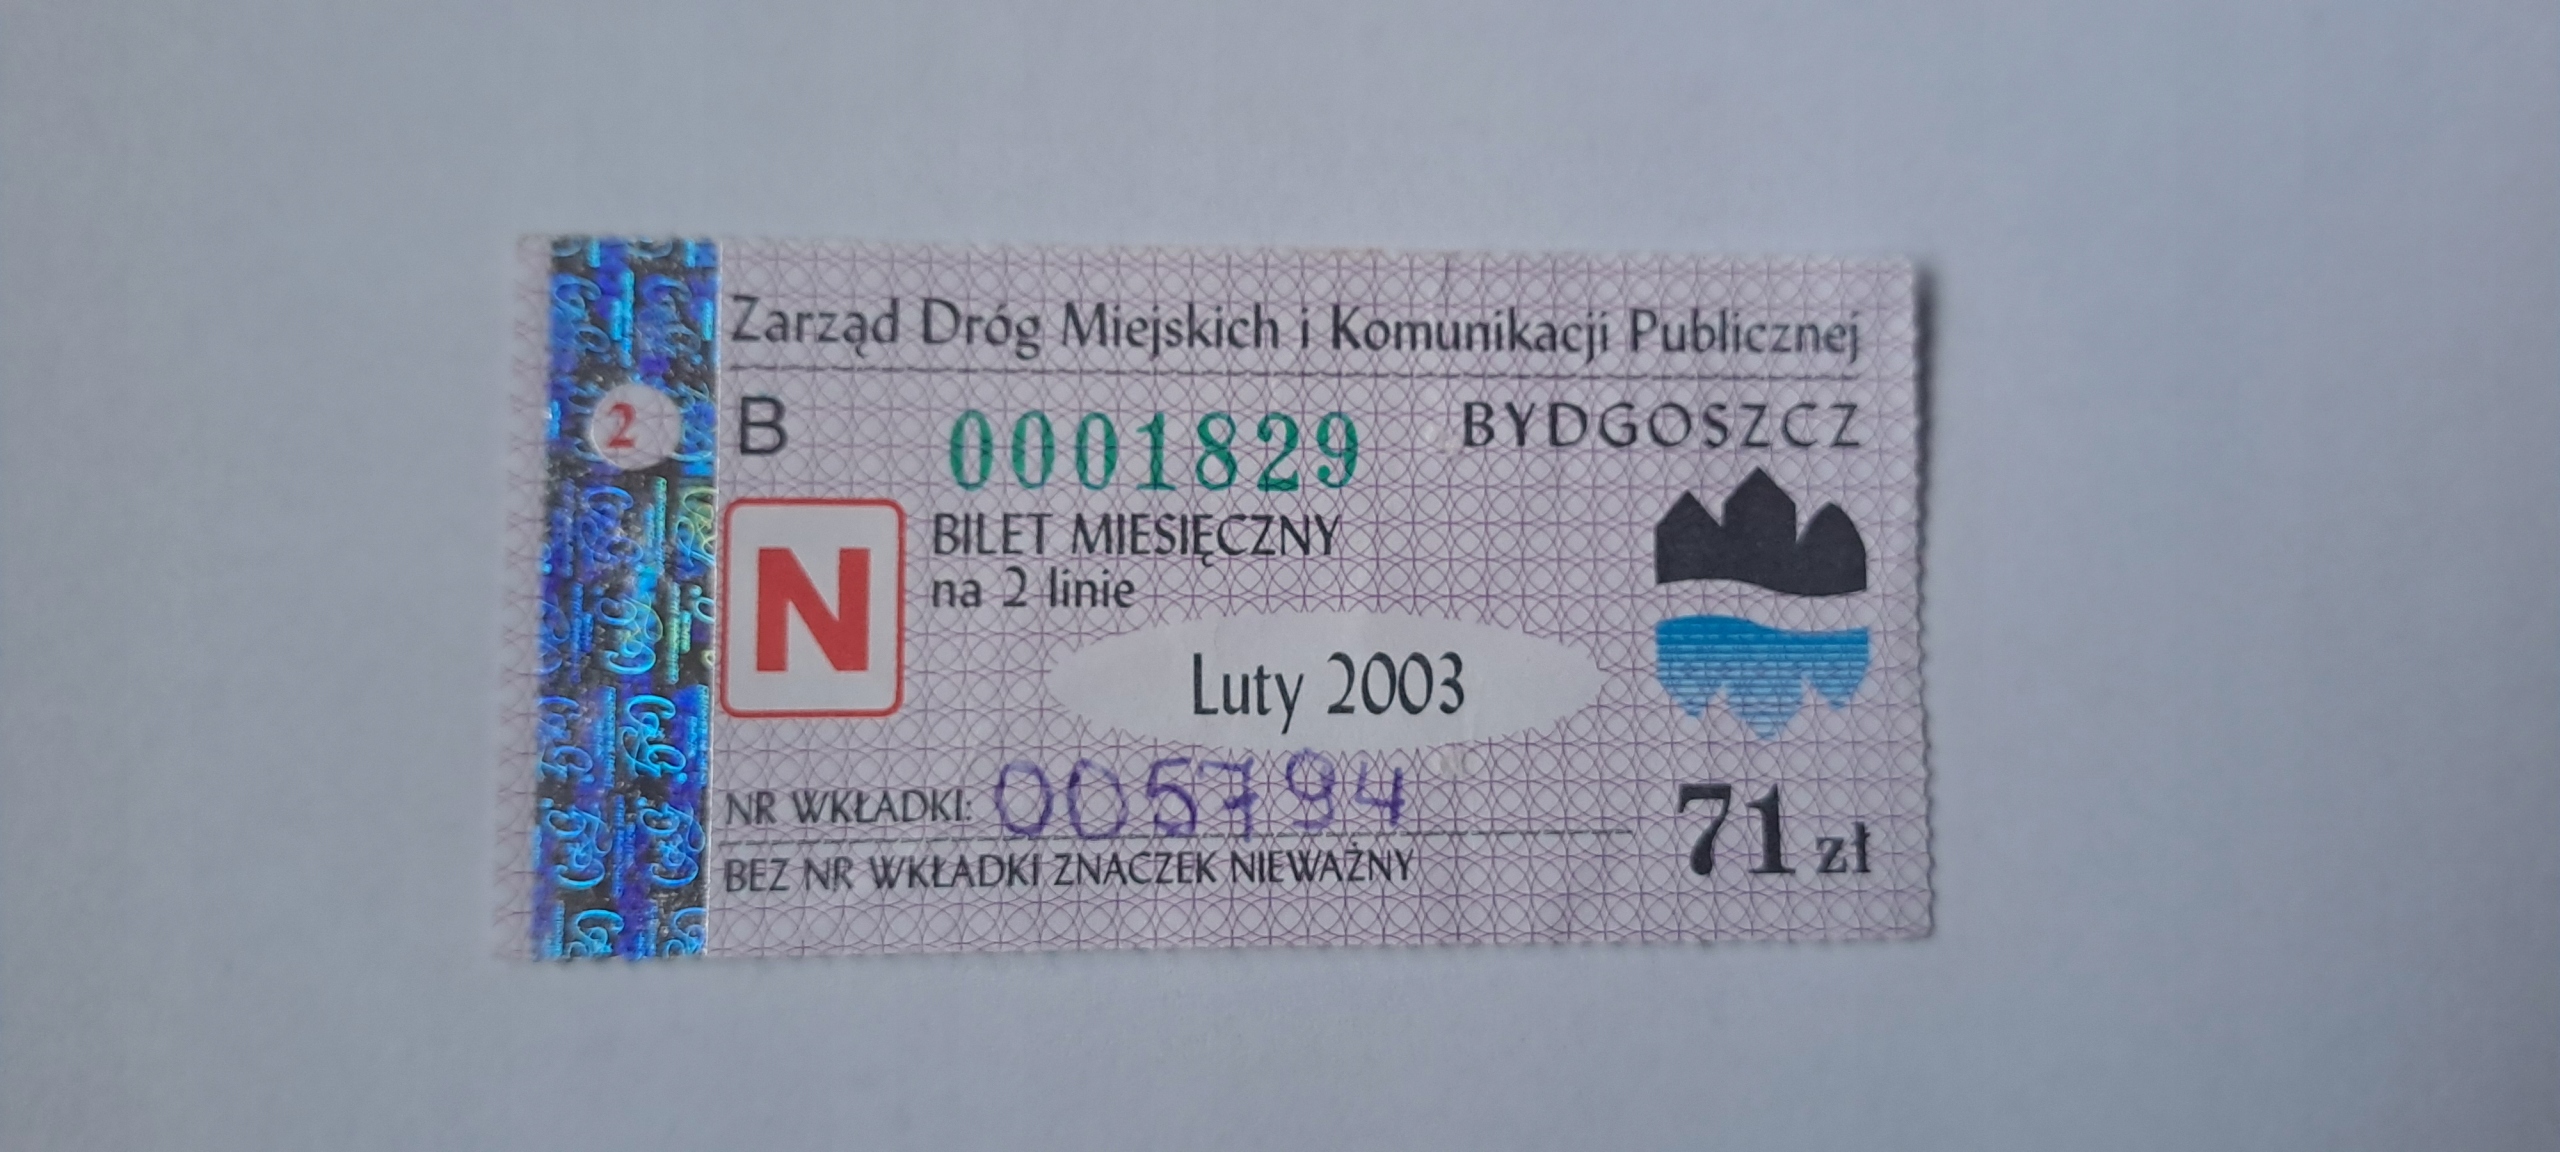 Zarząd Dróg Miejskich i Komunikacji Publicznej
2
B
0001829
BYDGOSZCZ
N
BILET MIESIĘCZNY
na 2 linie
Luty 2003
NR WKŁADKI: 005794
71 zł
BEZ NR WKŁADKI ZNACZEK NIEWAŻNY